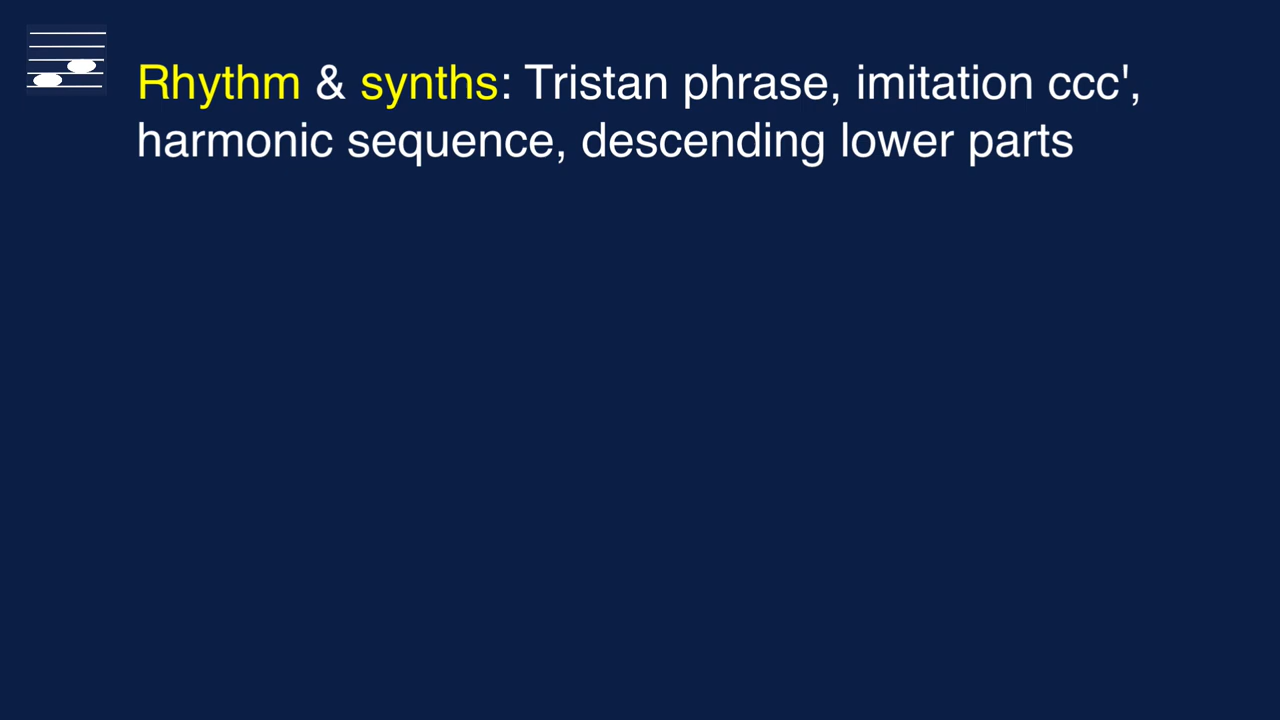 Rhythm & synths: Tristan phrase, imitation ccc',
harmonic sequence, descending lower parts